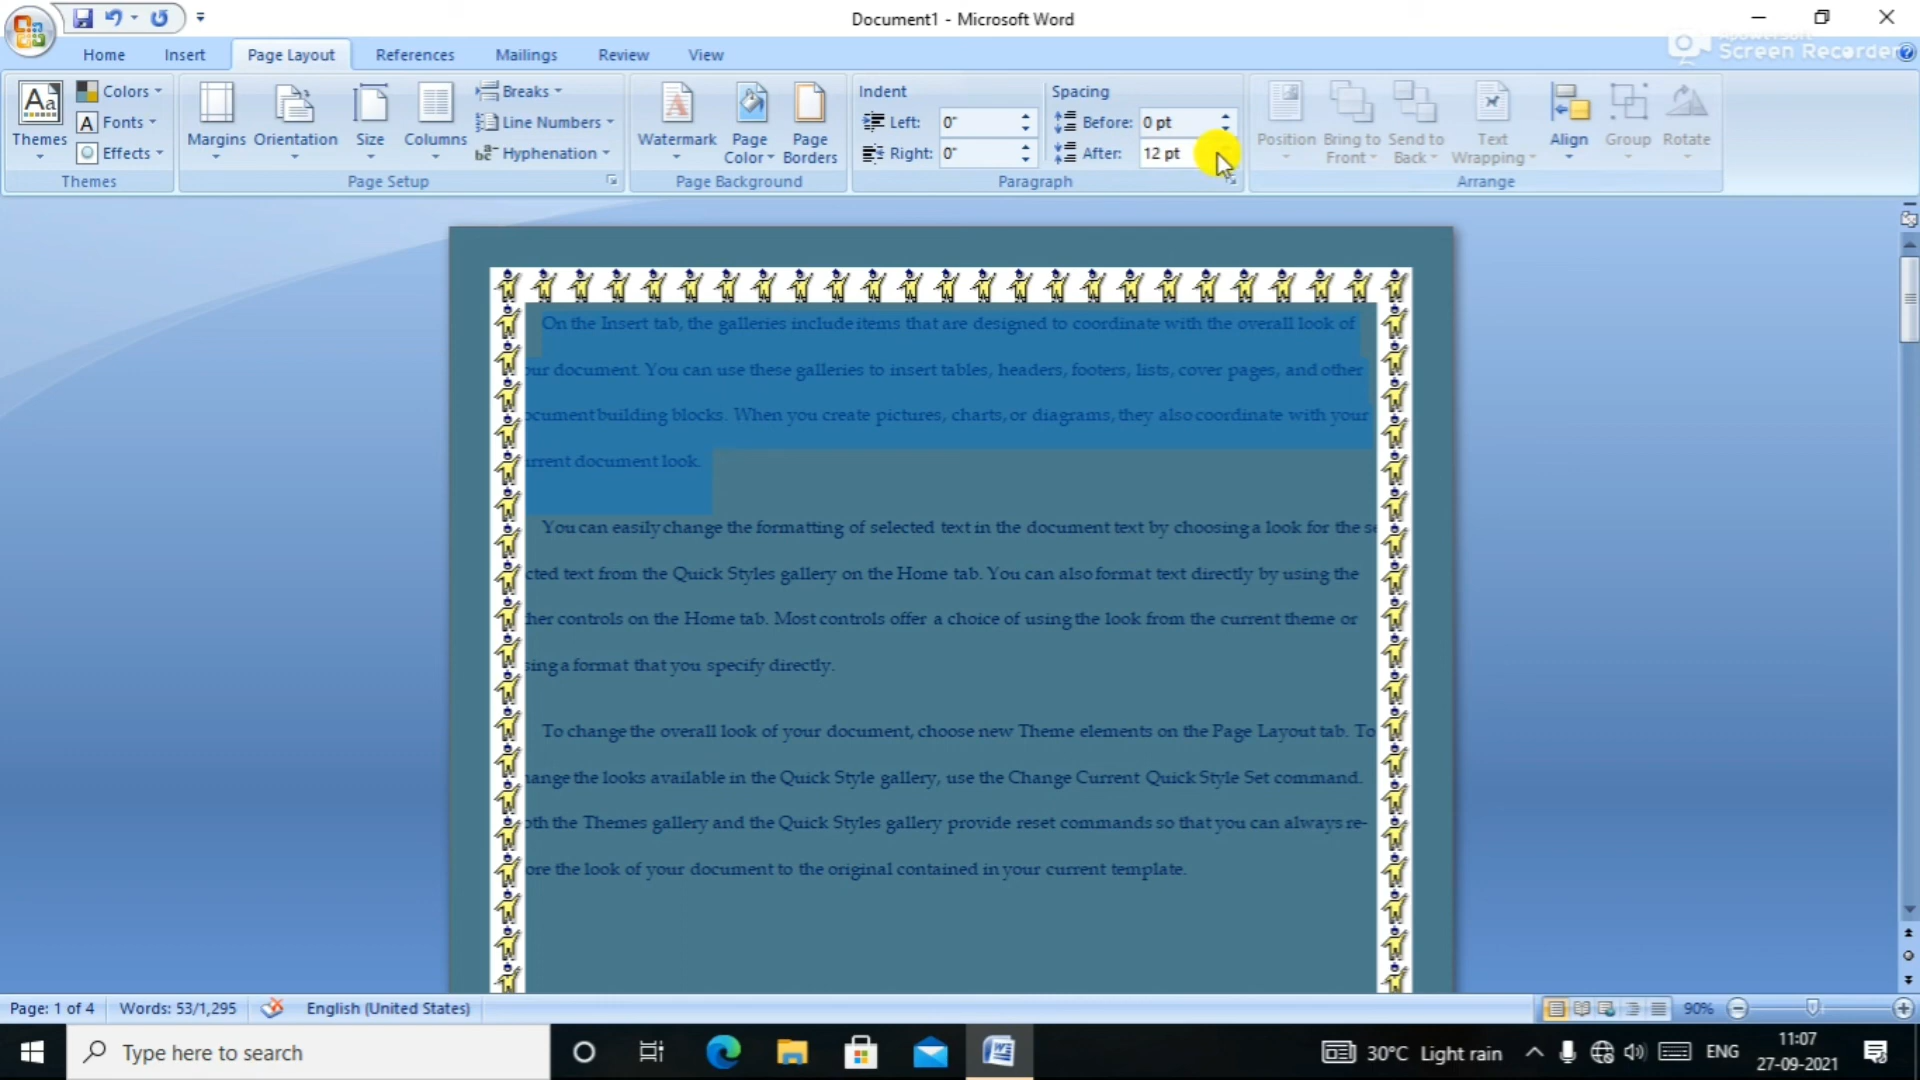 Document1 - Microsoft Word
Screen Recorder
Home Insert Page Layout References Mailings Review View
Themes
Colors
Fonts
Effects
Themes
Margins Orientation Size Columns
Breaks
Line Numbers
Hyphenation
Page Setup
Watermark Page Color Page Borders
Page Background
Indent
Left: 0"
Right: 0"
Spacing
Before: 0 pt
After: 12 pt
Paragraph
Position Bring to Front Send to Back Text Wrapping Align Group Rotate
Arrange
On the Insert tab, the galleries include items that are designed to coordinate with the overall look of
our document. You can use these galleries to insert tables, headers, footers, lists, cover pages, and other
ocument building blocks. When you create pictures, charts, or diagrams, they also coordinate with your
urrent document look.
You can easily change the formatting of selected text in the document text by choosing a look for the se
cted text from the Quick Styles gallery on the Home tab. You can also format text directly by using the
her controls on the Home tab. Most controls offer a choice of using the look from the current theme or
sing a format that you specify directly.
To change the overall look of your document, choose new Theme elements on the Page Layout tab. To
hange the looks available in the Quick Style gallery, use the Change Current Quick Style Set command.
oth the Themes gallery and the Quick Styles gallery provide reset commands so that you can always re-
ore the look of your document to the original contained in your current template.
Page: 1 of 4 Words: 53/1,295 English (United States) 90%
Type here to search
30°C Light rain ENG
11:07
27-09-2021